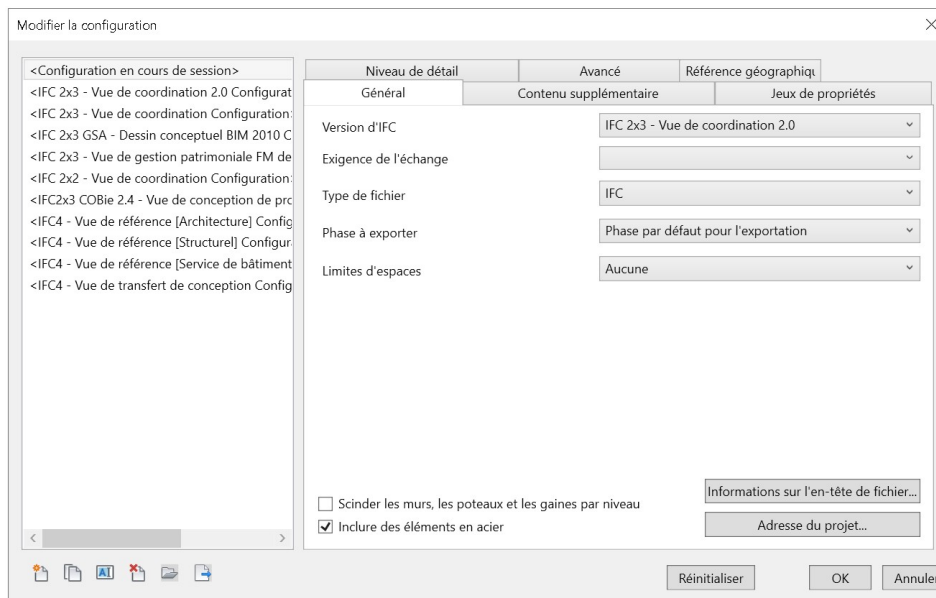 Modifier la configuration
<Configuration en cours de session>
<IFC 2x3 - Vue de coordination 2.0 Configurat
<IFC 2x3 - Vue de coordination Configuration
<IFC 2x3 GSA - Dessin conceptuel BIM 2010 C
<IFC 2x3 - Vue de gestion patrimoniale FM de
<IFC 2x2 - Vue de coordination Configuration
<IFC2x3 COBie 2.4 - Vue de conception de pro
<IFC4 - Vue de référence [Architecture] Config
<IFC4 - Vue de référence [Structurel] Configur
<IFC4 - Vue de référence [Service de bâtiment
<IFC4 - Vue de transfert de conception Config
Niveau de détail
Avancé
Référence géographiqu
Général
Contenu supplémentaire
Jeux de propriétés
Version d'IFC
IFC 2x3 - Vue de coordination 2.0
Exigence de l'échange
Type de fichier
IFC
Phase à exporter
Phase par défaut pour l'exportation
Limites d'espaces
Aucune
Scinder les murs, les poteaux et les gaines par niveau
Inclure des éléments en acier
Informations sur l'en-tête de fichier...
Adresse du projet...
AI
Réinitialiser
OK
Annuler